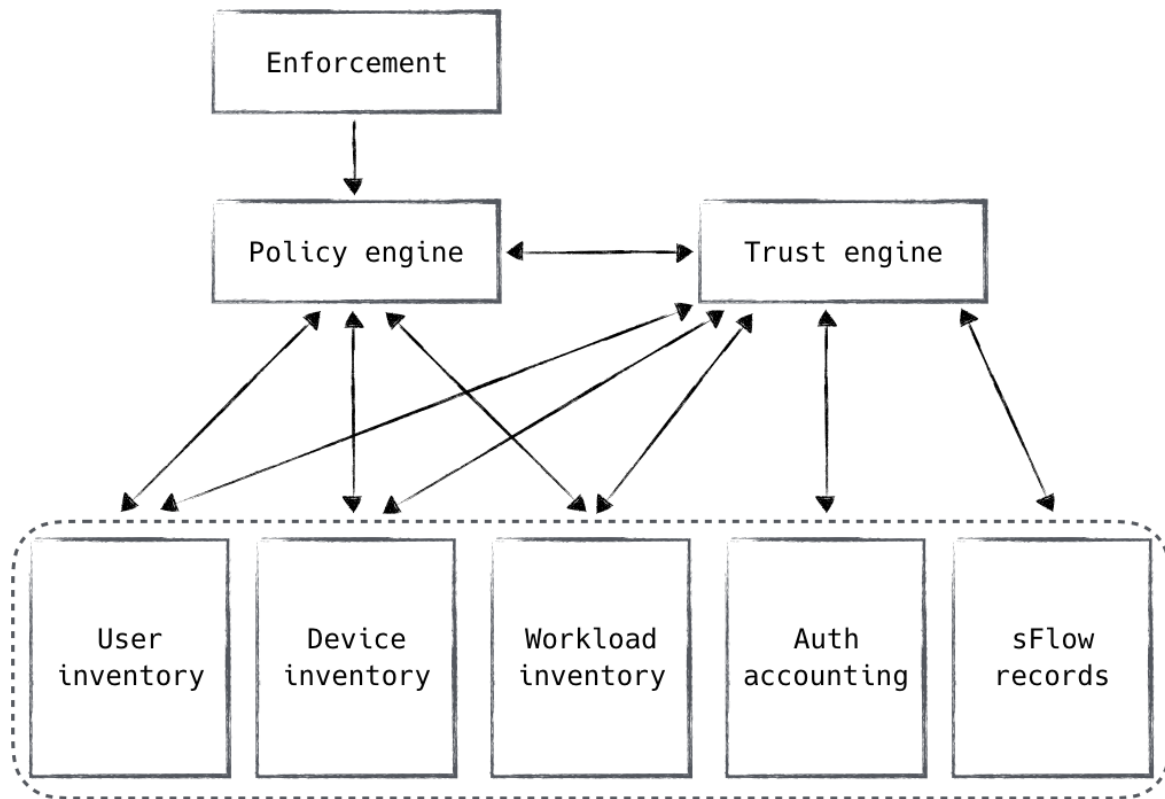 Enforcement
Policy engine
Trust engine
User
inventory
Device
inventory
Workload
inventory
Auth
accounting
sFlow
records